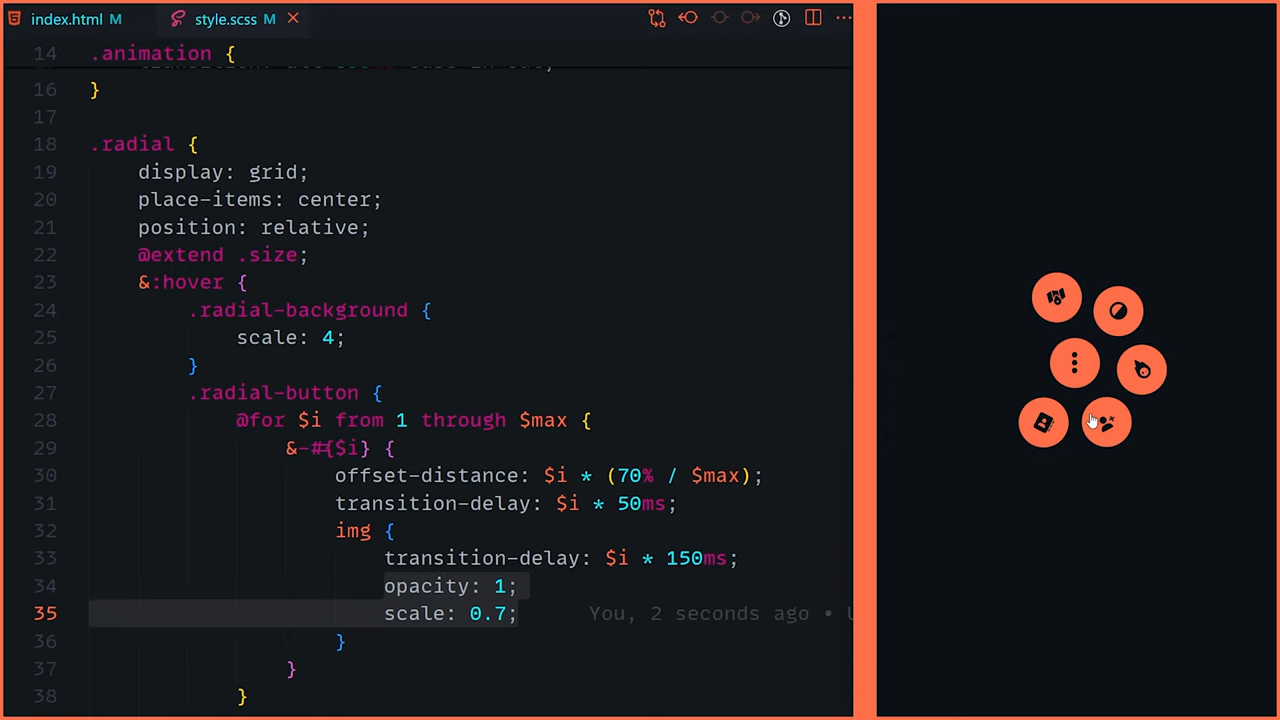 index.html M
style.scss M
14 .animation {
16 }
17
18 .radial {
19 display: grid;
20 place-items: center;
21 position: relative;
22 @extend .size;
23 &:hover {
24 .radial-background {
25 scale: 4;
26 }
27 .radial-button {
28 @for $i from 1 through $max {
29 &-#{$i} {
30 offset-distance: $i * (70% / $max);
31 transition-delay: $i * 50ms;
32 img {
33 transition-delay: $i * 150ms;
34 opacity: 1;
35 scale: 0.7; You, 2 seconds ago •
36 }
37 }
38 }